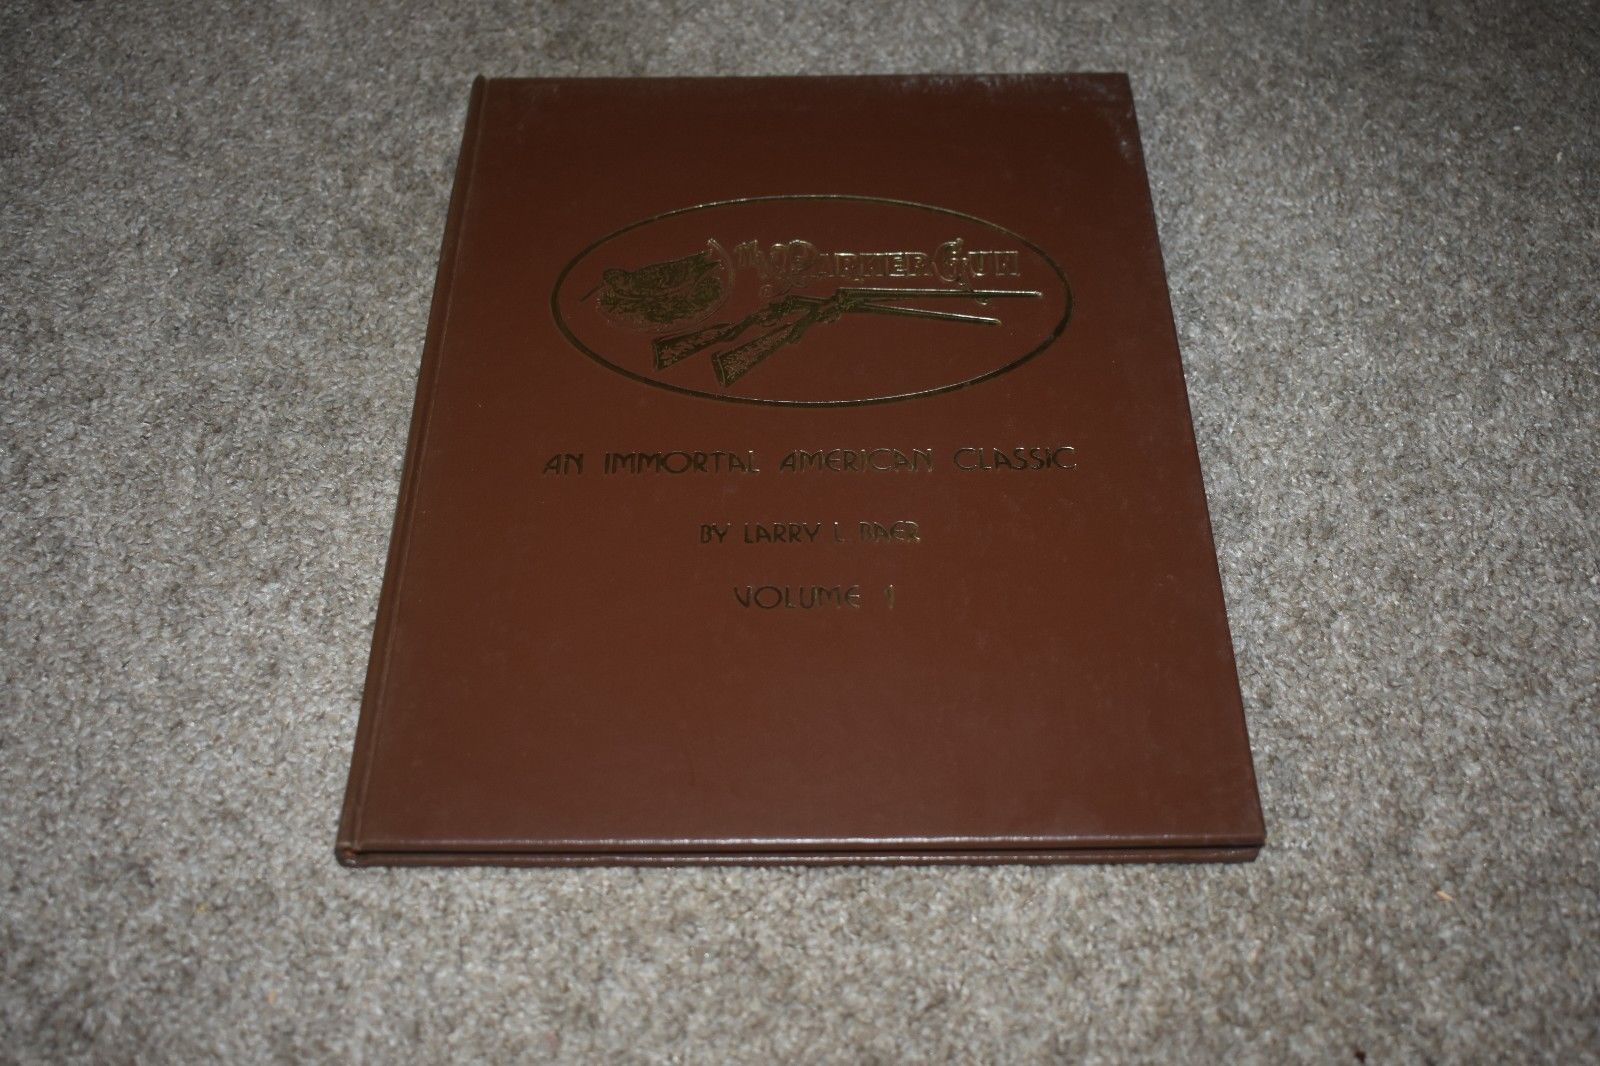 The Parker Gun
AN IMMORTAL AMERICAN CLASSIC
BY LARRY L. BAER
VOLUME 1